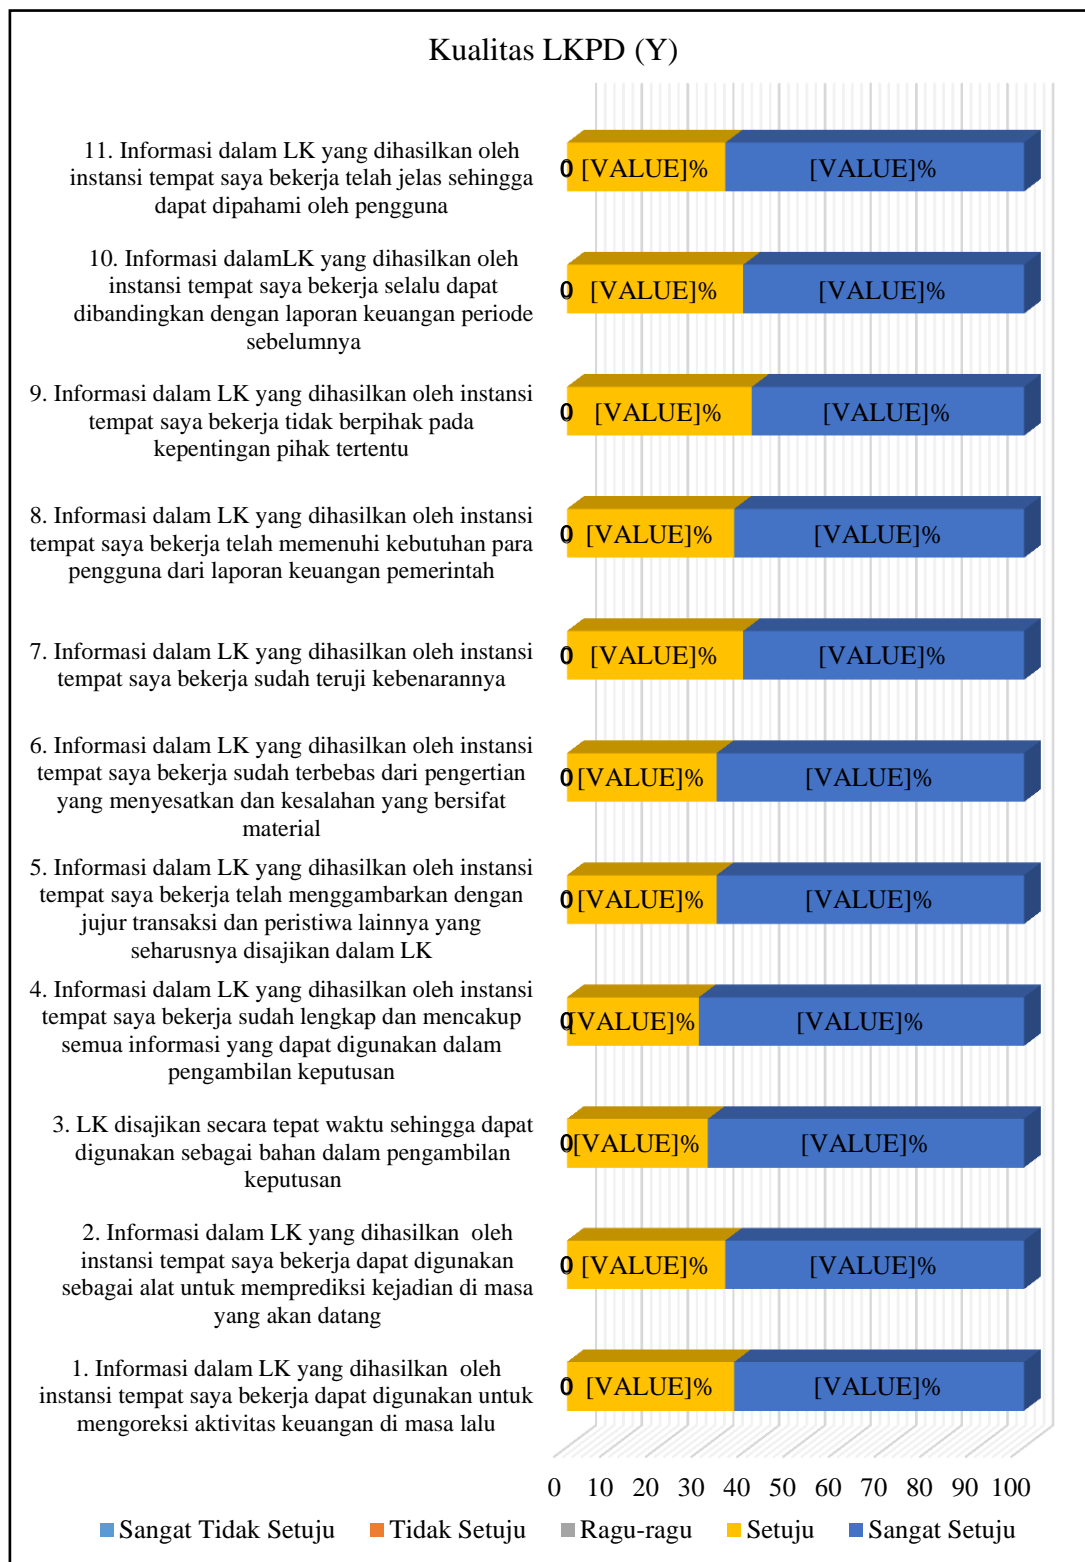 Kualitas LKPD (Y)
11. Informasi dalam LK yang dihasilkan oleh
instansi tempat saya bekerja telah jelas sehingga
dapat dipahami oleh pengguna
0 [VALUE]% [VALUE]%
10. Informasi dalamLK yang dihasilkan oleh
instansi tempat saya bekerja selalu dapat
dibandingkan dengan laporan keuangan periode
sebelumnya
0 [VALUE]% [VALUE]%
9. Informasi dalam LK yang dihasilkan oleh instansi
tempat saya bekerja tidak berpihak pada
kepentingan pihak tertentu
0 [VALUE]% [VALUE]%
8. Informasi dalam LK yang dihasilkan oleh instansi
tempat saya bekerja telah memenuhi kebutuhan para
pengguna dari laporan keuangan pemerintah
0 [VALUE]% [VALUE]%
7. Informasi dalam LK yang dihasilkan oleh instansi
tempat saya bekerja sudah teruji kebenarannya
0 [VALUE]% [VALUE]%
6. Informasi dalam LK yang dihasilkan oleh instansi
tempat saya bekerja sudah terbebas dari pengertian
yang menyesatkan dan kesalahan yang bersifat
material
0 [VALUE]% [VALUE]%
5. Informasi dalam LK yang dihasilkan oleh instansi
tempat saya bekerja telah menggambarkan dengan
jujur transaksi dan peristiwa lainnya yang
seharusnya disajikan dalam LK
0 [VALUE]% [VALUE]%
4. Informasi dalam LK yang dihasilkan oleh instansi
tempat saya bekerja sudah lengkap dan mencakup
semua informasi yang dapat digunakan dalam
pengambilan keputusan
0 [VALUE]% [VALUE]%
3. LK disajikan secara tepat waktu sehingga dapat
digunakan sebagai bahan dalam pengambilan
keputusan
0 [VALUE]% [VALUE]%
2. Informasi dalam LK yang dihasilkan  oleh
instansi tempat saya bekerja dapat digunakan
sebagai alat untuk memprediksi kejadian di masa
yang akan datang
0 [VALUE]% [VALUE]%
1. Informasi dalam LK yang dihasilkan  oleh
instansi tempat saya bekerja dapat digunakan untuk
mengoreksi aktivitas keuangan di masa lalu
0 [VALUE]% [VALUE]%
0 10 20 30 40 50 60 70 80 90 100
Sangat Tidak Setuju Tidak Setuju Ragu-ragu Setuju Sangat Setuju